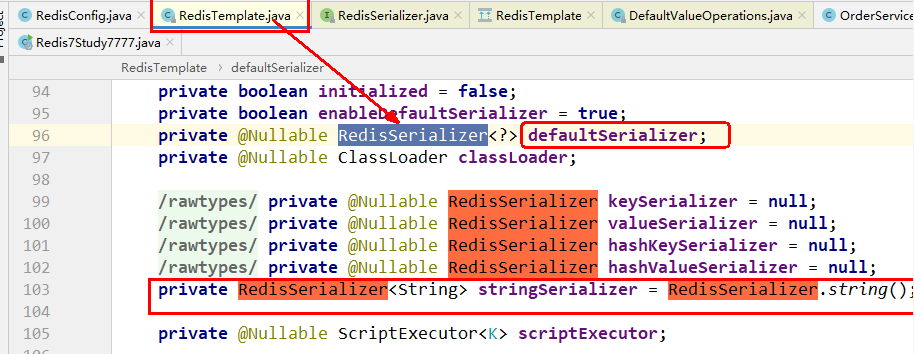 RedisConfig.java × RedisTemplate.java × RedisSerializer.java × RedisTemplate × DefaultValueOperations.java × OrderService
Project Redis7Study7777.java ×
RedisTemplate › defaultSerializer
94 private boolean initialized = false;
95 private boolean enableDefaultSerializer = true;
96 private @Nullable RedisSerializer<?> defaultSerializer;
97 private @Nullable ClassLoader classLoader;
98
99 /rawtypes/ private @Nullable RedisSerializer keySerializer = null;
100 /rawtypes/ private @Nullable RedisSerializer valueSerializer = null;
101 /rawtypes/ private @Nullable RedisSerializer hashKeySerializer = null;
102 /rawtypes/ private @Nullable RedisSerializer hashValueSerializer = null;
103 private RedisSerializer<String> stringSerializer = RedisSerializer.string();
104
105 private @Nullable ScriptExecutor<K> scriptExecutor;